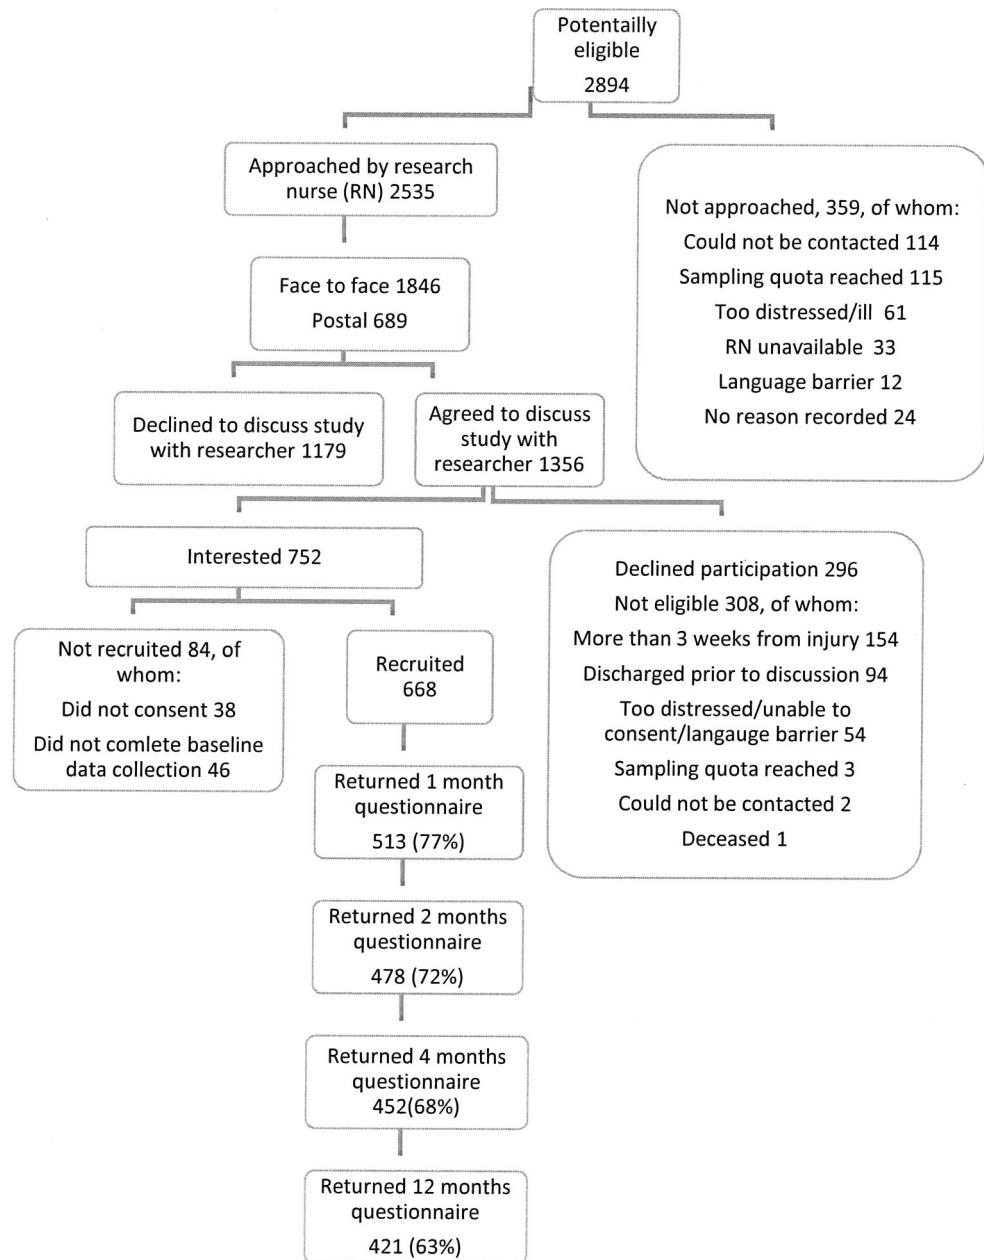 Potentailly
eligible
2894
Approached by research
nurse (RN) 2535
Not approached, 359, of whom:
Could not be contacted 114
Sampling quota reached 115
Too distressed/ill 61
RN unavailable 33
Language barrier 12
No reason recorded 24
Face to face 1846
Postal 689
Declined to discuss study
with researcher 1179
Agreed to discuss
study with
researcher 1356
Interested 752
Declined participation 296
Not eligible 308, of whom:
More than 3 weeks from injury 154
Discharged prior to discussion 94
Too distressed/unable to
consent/langauge barrier 54
Sampling quota reached 3
Could not be contacted 2
Deceased 1
Not recruited 84, of
whom:
Did not consent 38
Did not comlete baseline
data collection 46
Recruited
668
Returned 1 month
questionnaire
513 (77%)
Returned 2 months
questionnaire
478 (72%)
Returned 4 months
questionnaire
452(68%)
Returned 12 months
questionnaire
421 (63%)